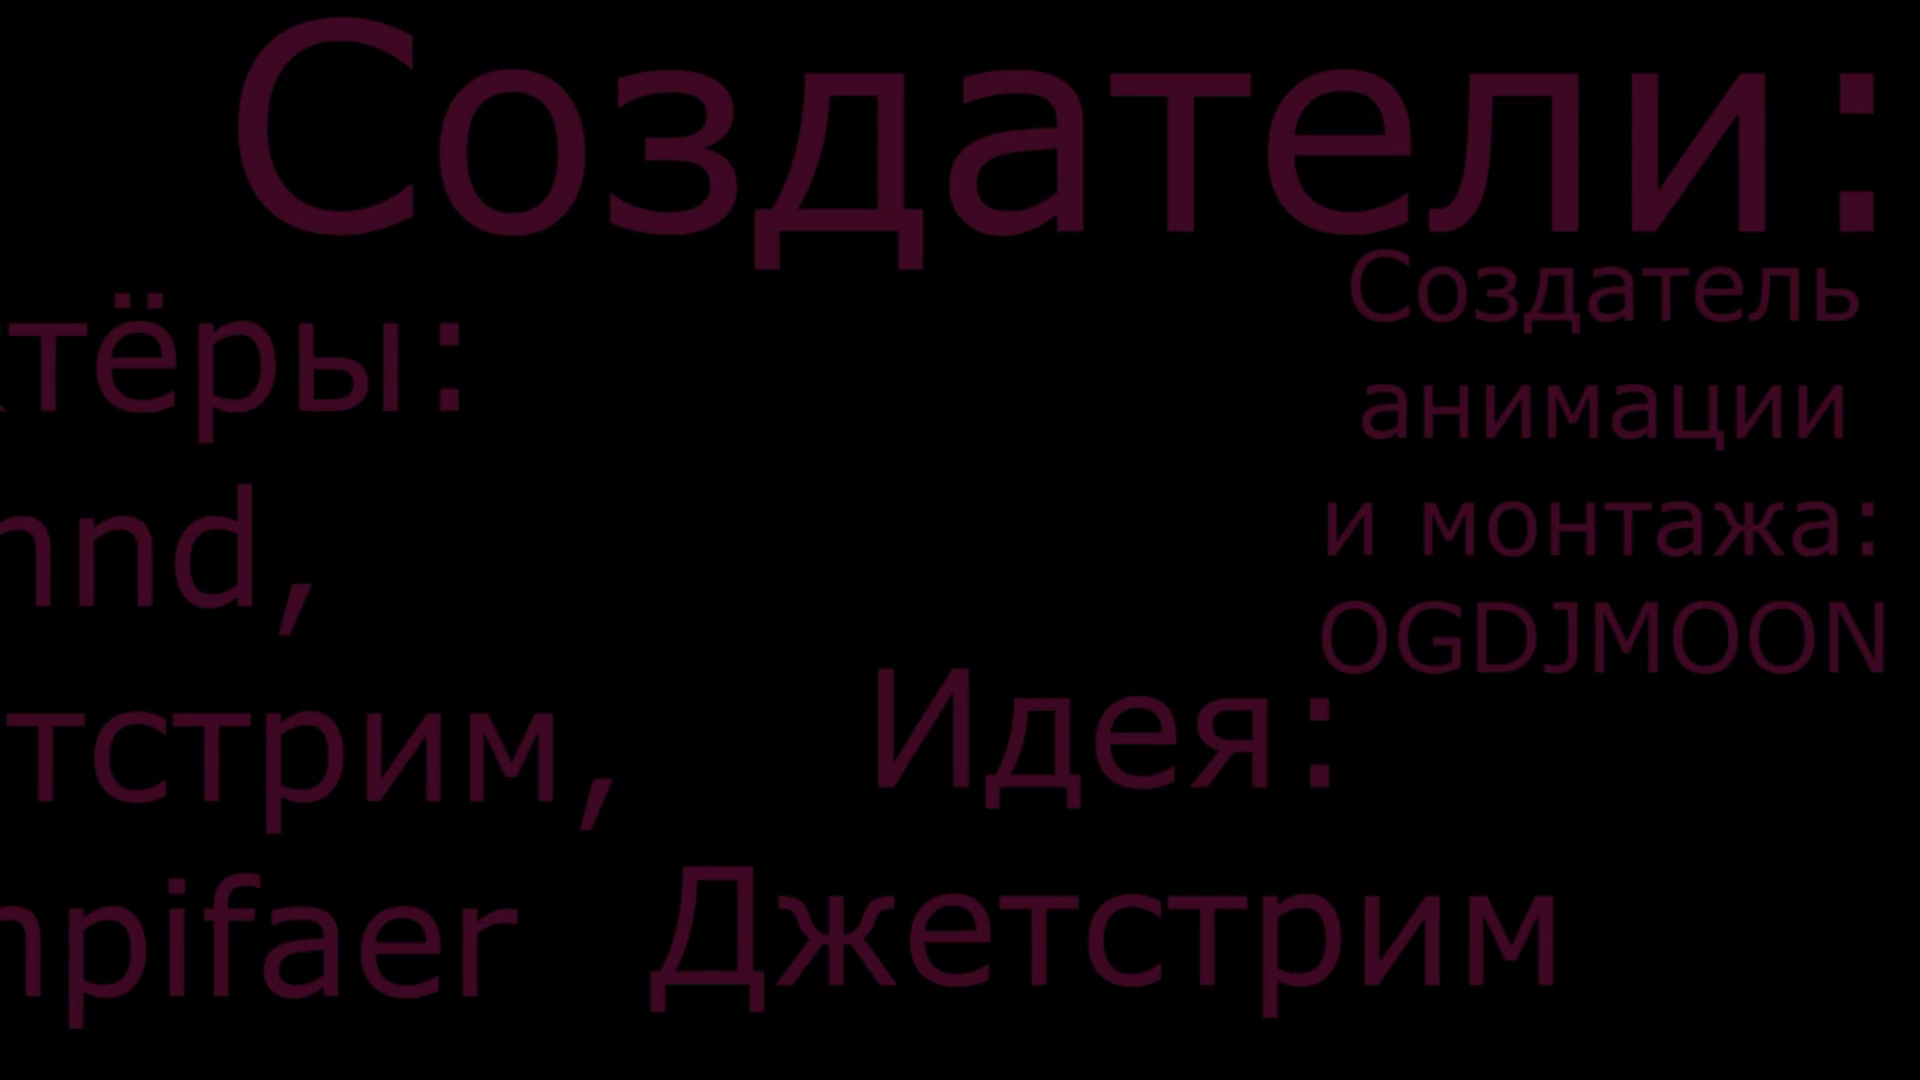 Создатели:
тёры:
nnd,
тстрим,
npifaer
Создатель
анимации
и монтажа:
OGDJMOON
Идея:
Джетстрим